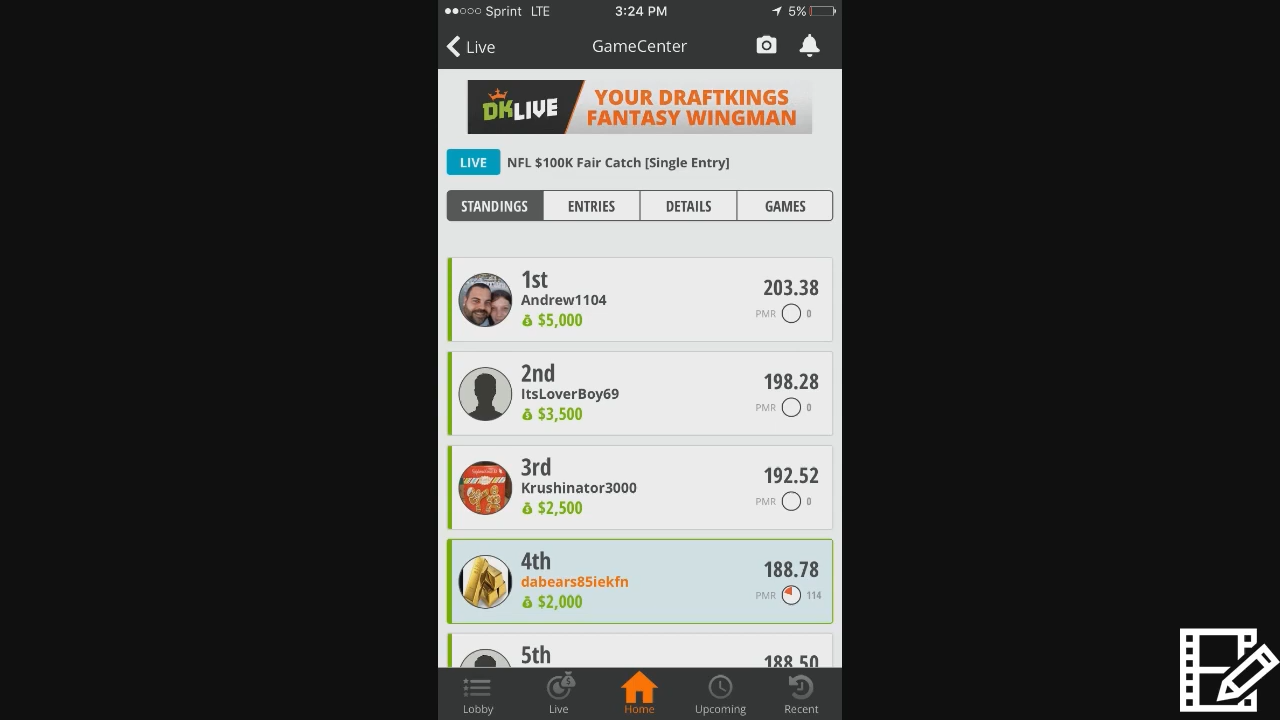 Sprint LTE 3:24 PM 5%
Live GameCenter
DKLIVE YOUR DRAFTKINGS
FANTASY WINGMAN
LIVE NFL $100K Fair Catch [Single Entry]
STANDINGS ENTRIES DETAILS GAMES
1st
Andrew1104
$5,000
203.38
PMR 0
2nd
ItsLoverBoy69
$3,500
198.28
PMR 0
3rd
Krushinator3000
$2,500
192.52
PMR 0
4th
dabears85iekfn
$2,000
188.78
PMR 114
5th
188.50
Lobby Live Home Upcoming Recent